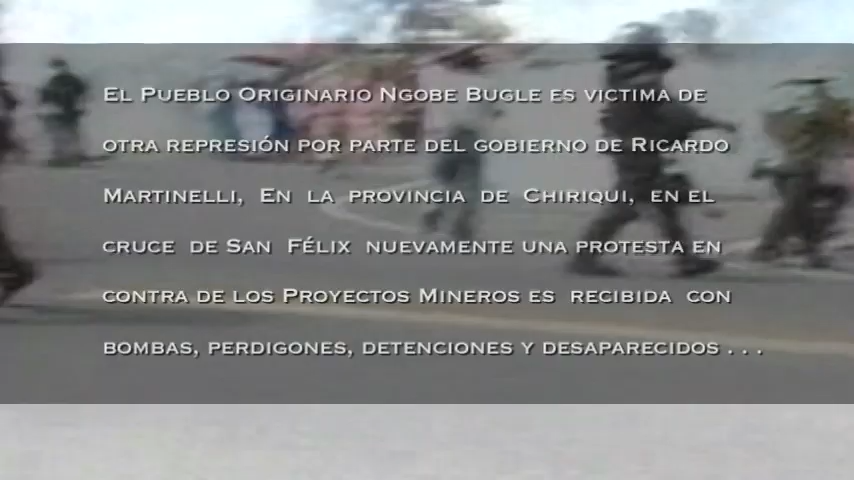 El Pueblo Originario Ngobe Bugle es victima de
otra represión por parte del gobierno de Ricardo
Martinelli, En la provincia de Chiriqui, en el
cruce de San Félix nuevamente una protesta en
contra de los Proyectos Mineros es recibida con
bombas, perdigones, detenciones y desaparecidos . . .